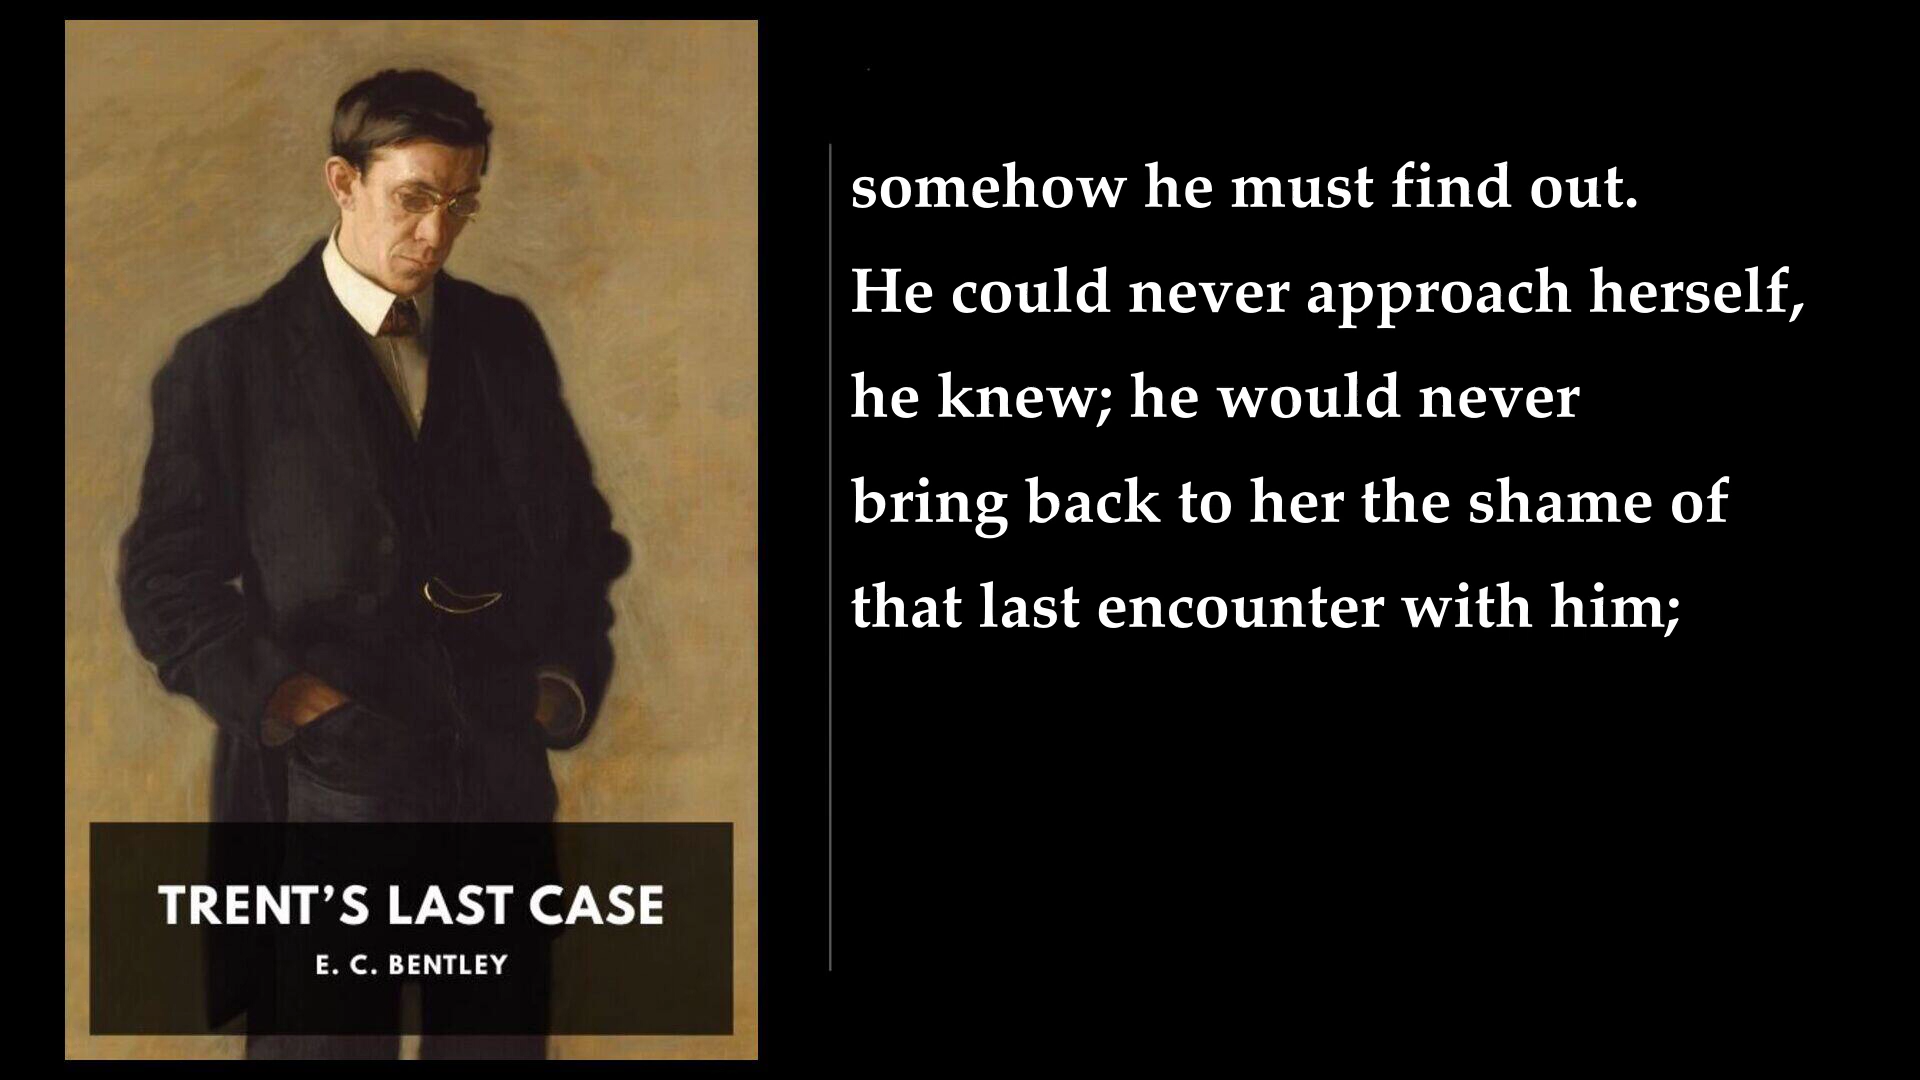 somehow he must find out.
He could never approach herself,
he knew; he would never
bring back to her the shame of
that last encounter with him;
TRENT’S LAST CASE
E. C. BENTLEY